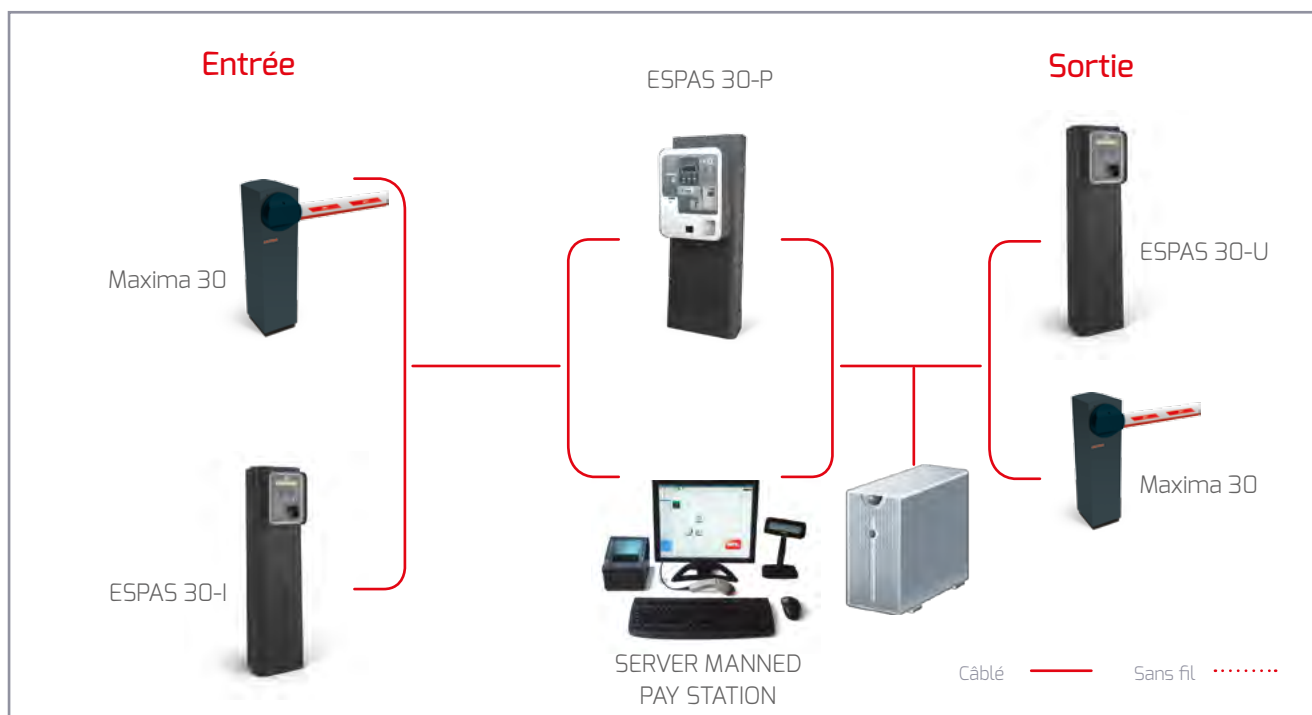 Entrée
Sortie
ESPAS 30-P
ESPAS 30-U
Maxima 30
Maxima 30
ESPAS 30-I
SERVER MANNED
PAY STATION
Câblé
Sans fil